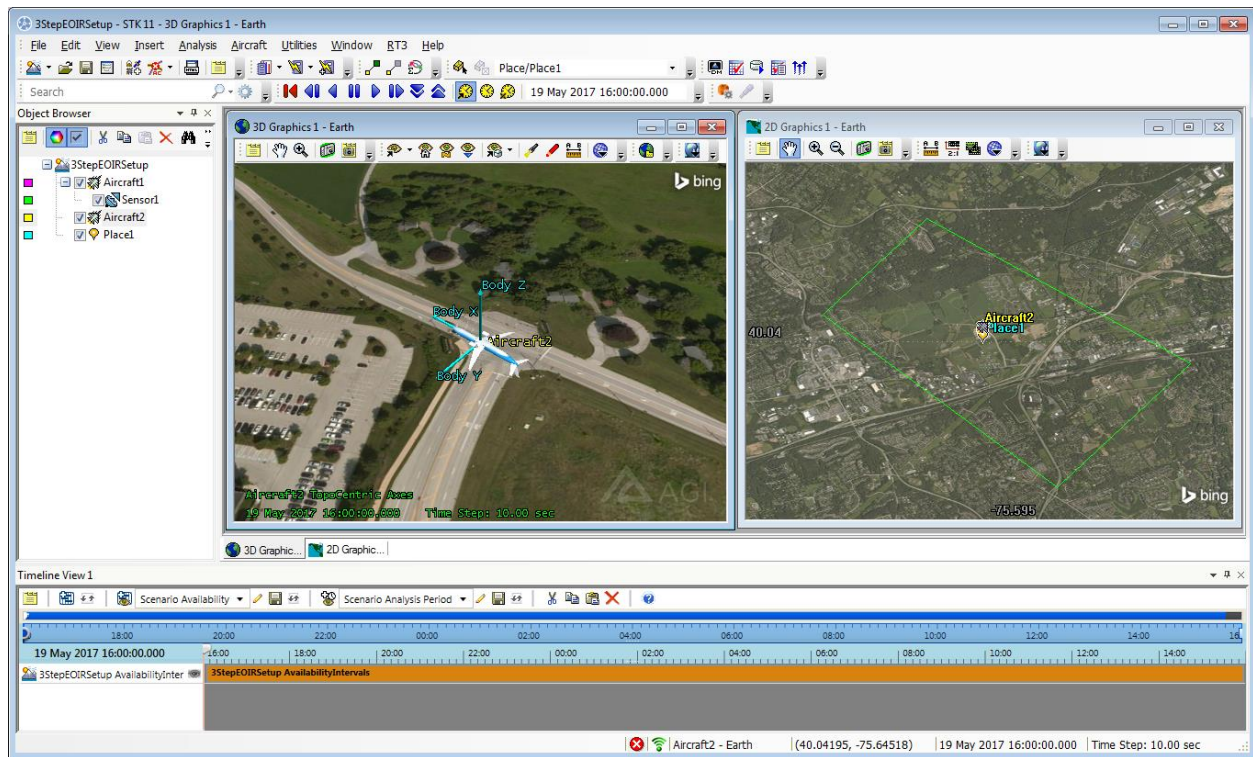 3StepEOIRSetup - STK 11 - 3D Graphics 1 - Earth
File Edit View Insert Analysis Aircraft Utilities Window RT3 Help
Place/Place1
Search
19 May 2017 16:00:00.000
Object Browser
3StepEOIRSetup
Aircraft1
Sensor1
Aircraft2
Place1
3D Graphics 1 - Earth
bing
Body Z
Body X
Aircraft2
Body Y
AGI
Aircraft2 TopoCentric Axes
19 May 2017 16:00:00.000 Time Step: 10.00 sec
2D Graphics 1 - Earth
Aircraft2
Place1
40.04
bing
-75.595
3D Graphic...
2D Graphic...
Timeline View 1
Scenario Availability
Scenario Analysis Period
18:00 20:00 22:00 00:00 02:00 04:00 06:00 08:00 10:00 12:00 14:00 16
19 May 2017 16:00:00.000
16:00 18:00 20:00 22:00 00:00 02:00 04:00 06:00 08:00 10:00 12:00 14:00
3StepEOIRSetup AvailabilityInter
3StepEOIRSetup AvailabilityIntervals
Aircraft2 - Earth (40.04195, -75.64518) 19 May 2017 16:00:00.000 Time Step: 10.00 sec